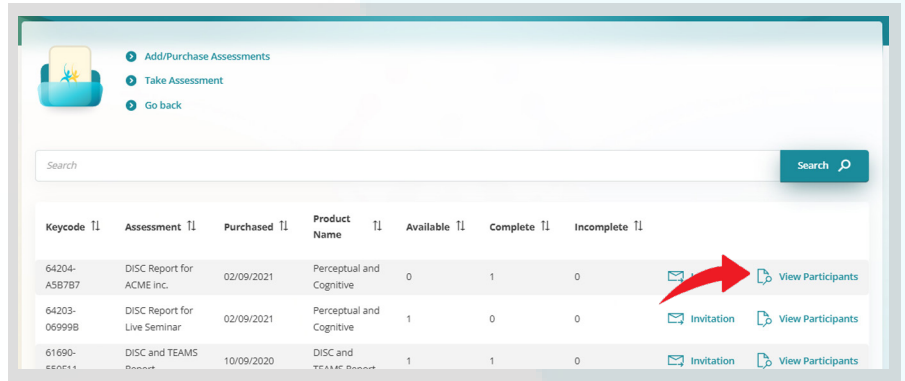 Add/Purchase Assessments
Take Assessment
Go back
Search
Search
Keycode Assessment Purchased Product Name Available Complete Incomplete
64204- DISC Report for 02/09/2021 Perceptual and 0 1 0 View Participants
A5B7B7 ACME inc. Cognitive
64203- DISC Report for 02/09/2021 Perceptual and 1 0 0 Invitation View Participants
06999B Live Seminar Cognitive
61690- DISC and TEAMS 10/09/2020 DISC and 1 1 0 Invitation View Participants